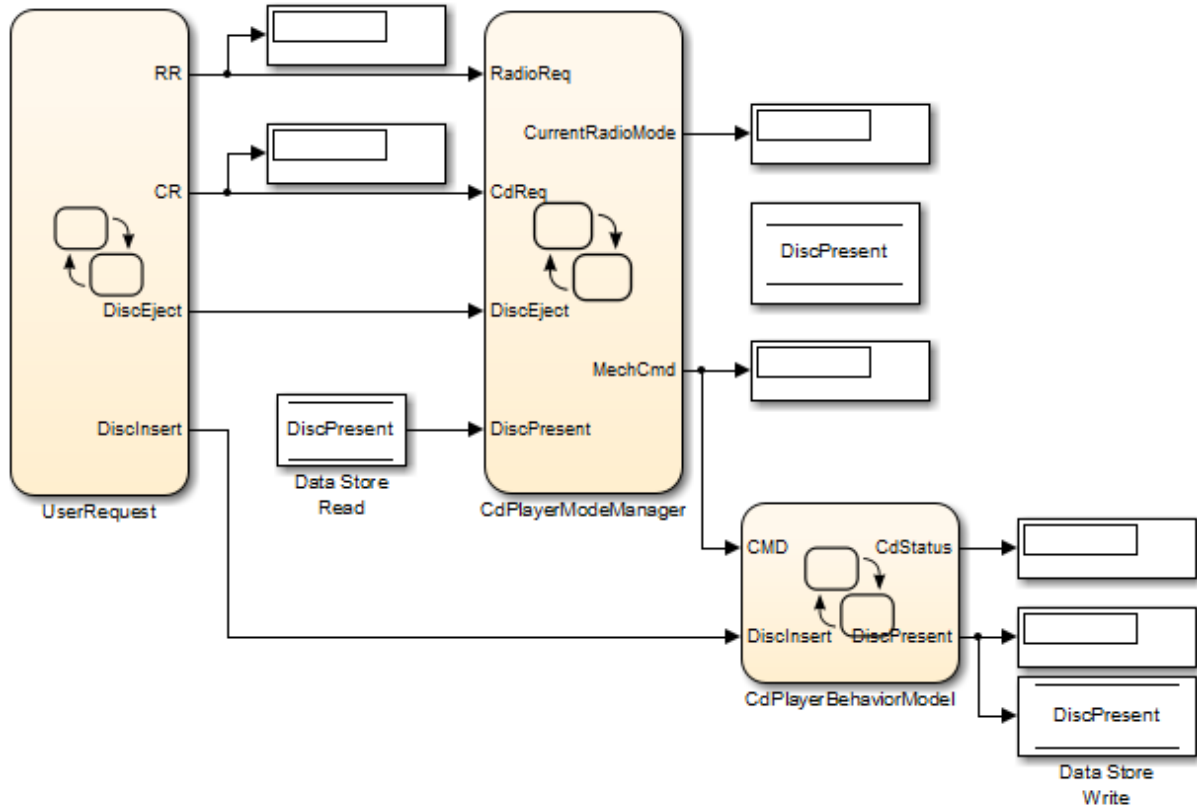 RR
RadioReq
CurrentRadioMode
CR
CdReq
DiscPresent
DiscEject
DiscEject
MechCmd
DiscInsert
DiscPresent
DiscPresent
Data Store
Read
UserRequest
CdPlayerModeManager
CMD
CdStatus
DiscInsert
DiscPresent
CdPlayerBehaviorModel
DiscPresent
Data Store
Write